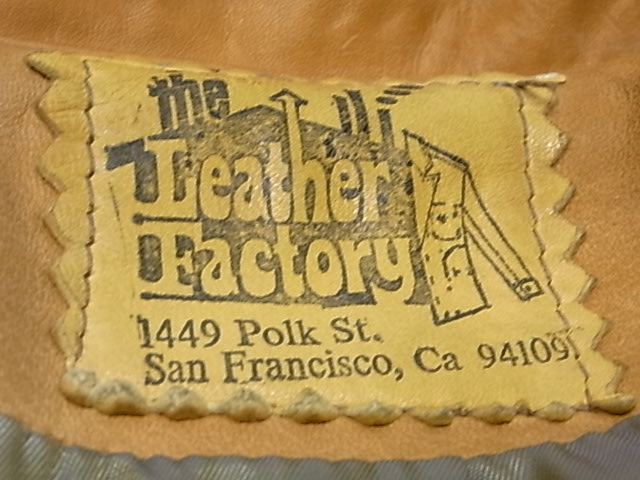 the
Leather
Factory
1449 Polk St.
San Francisco, Ca 94109